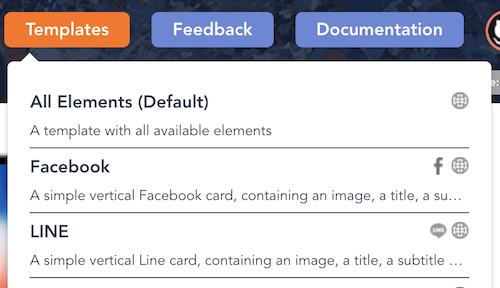 Templates Feedback Documentation
e:
All Elements (Default)
A template with all available elements
Facebook
A simple vertical Facebook card, containing an image, a title, a su...
LINE
LINE
A simple vertical Line card, containing an image, a title, a subtitle ...